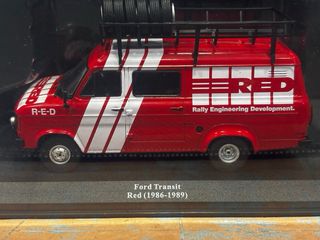 RED
R·E·D
Rally Engineering Development.
Ford Transit
Red (1986-1989)